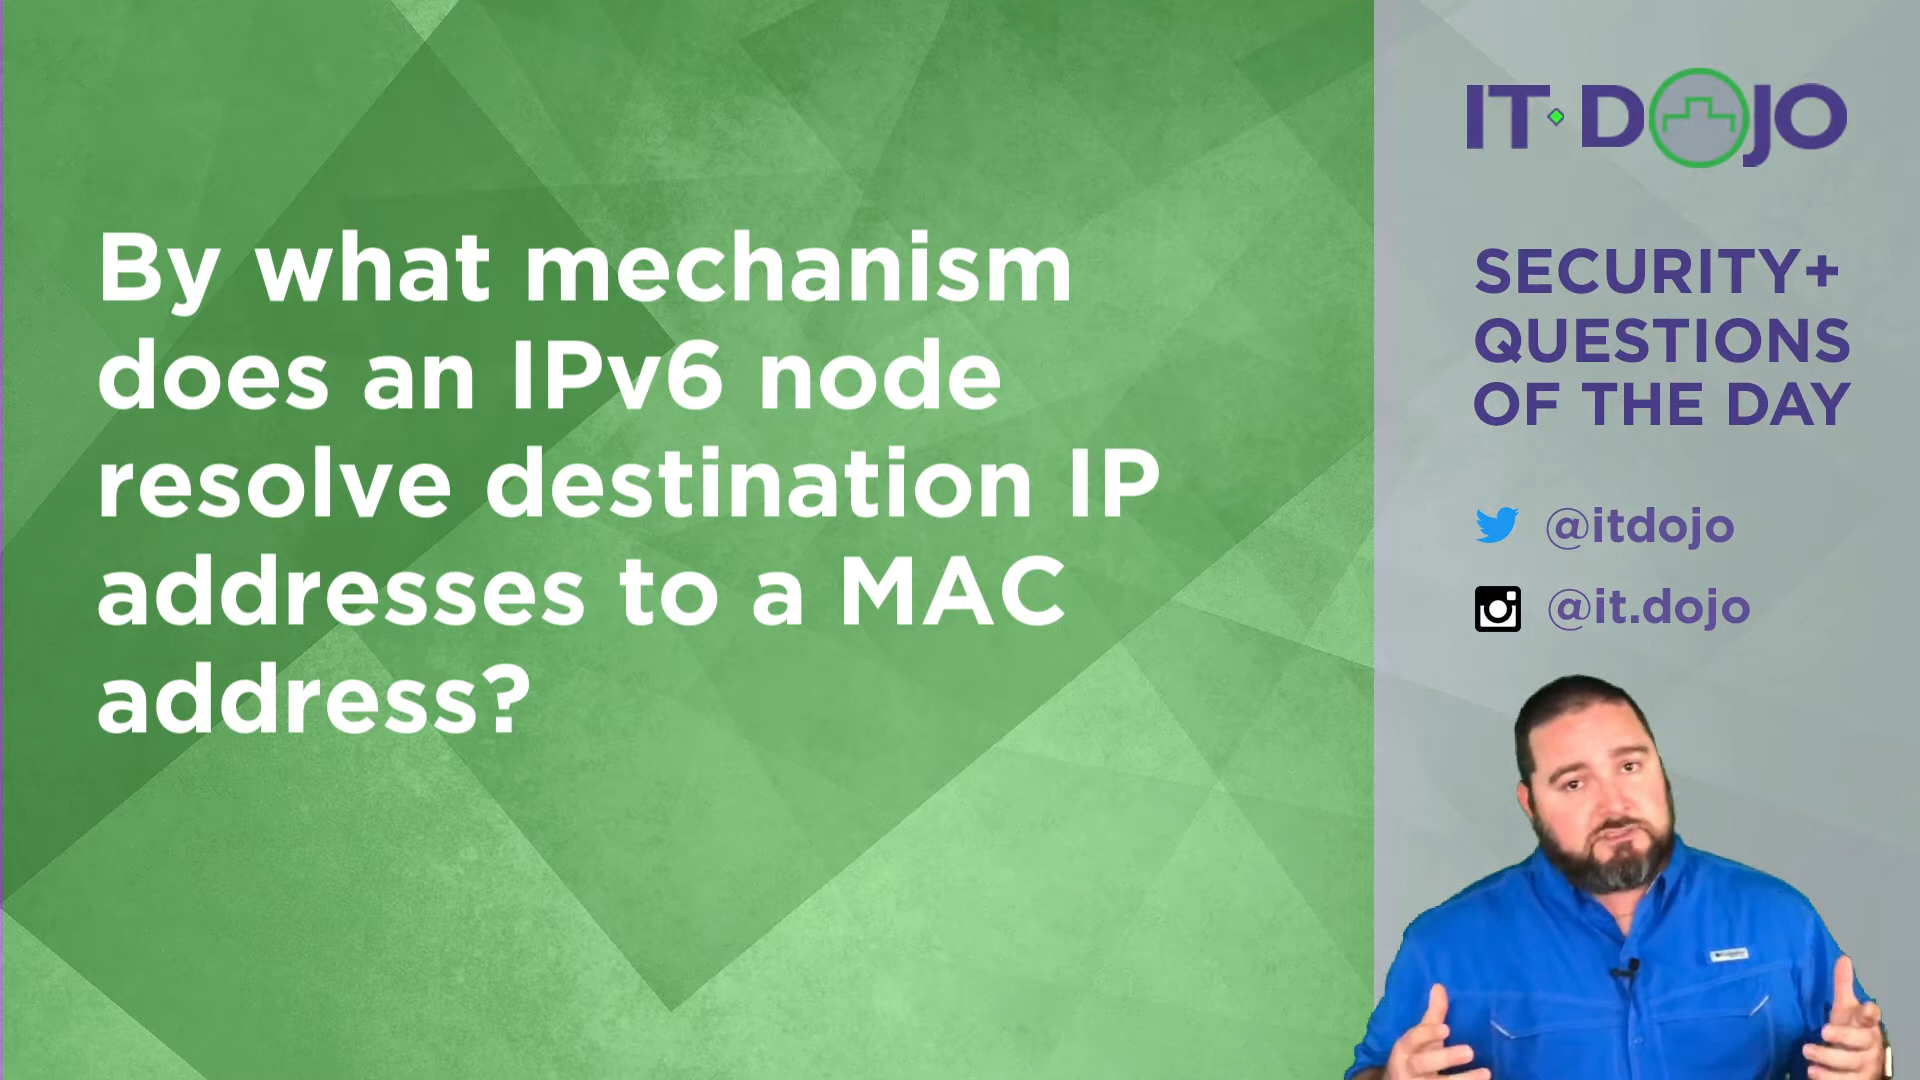 By what mechanism
does an IPv6 node
resolve destination IP
addresses to a MAC
address?
IT DOJO
SECURITY+
QUESTIONS
OF THE DAY
@itdojo
@it.dojo